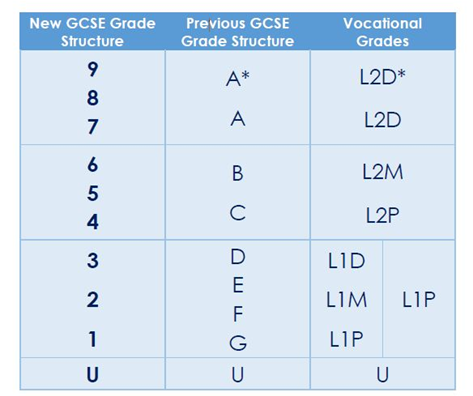 New GCSE Grade Structure
Previous GCSE Grade Structure
Vocational Grades
9
8
7
A*
A
L2D*
L2D
6
5
4
B
C
L2M
L2P
3
2
1
D
E
F
G
L1D
L1M
L1P
L1P
U
U
U